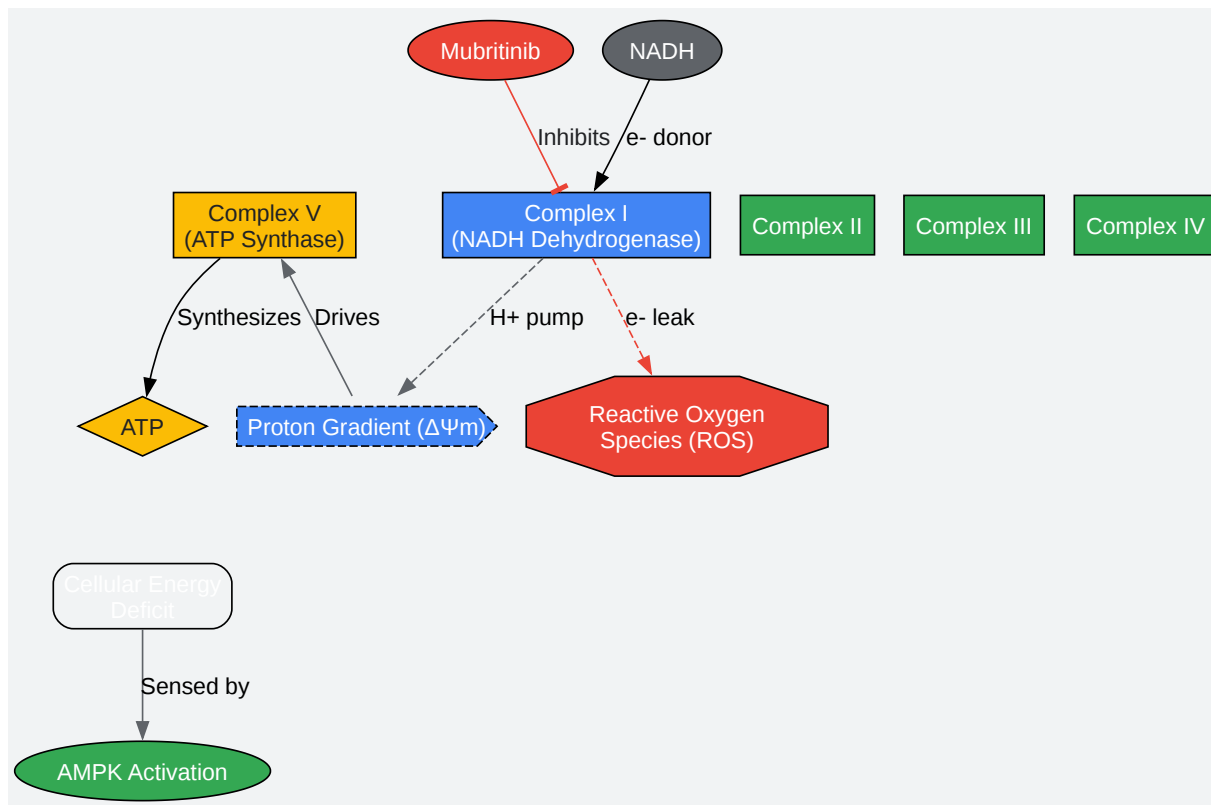 Mubritinib
NADH
Inhibits
e- donor
Complex V
(ATP Synthase)
Complex I
(NADH Dehydrogenase)
Complex II
Complex III
Complex IV
Synthesizes
Drives
H+ pump
e- leak
ATP
Proton Gradient (ΔΨm)
Reactive Oxygen
Species (ROS)
Cellular Energy
Deficit
Sensed by
AMPK Activation